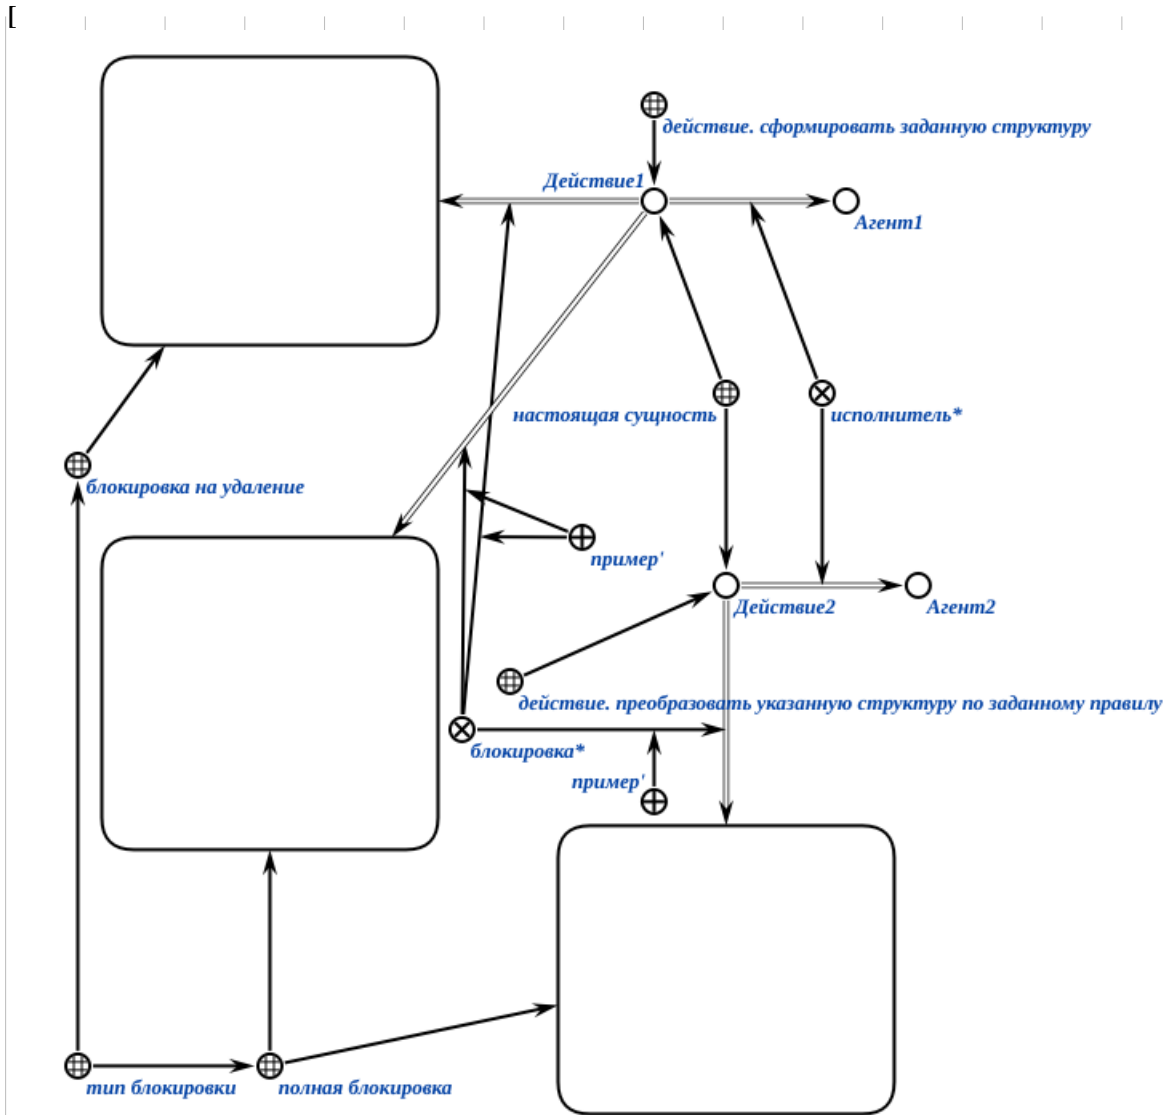 [
действие. сформировать заданную структуру
Действие1
Агент1
настоящая сущность
исполнитель*
блокировка на удаление
пример'
Действие2
Агент2
действие. преобразовать указанную структуру по заданному правилу
блокировка*
пример'
тип блокировки
полная блокировка